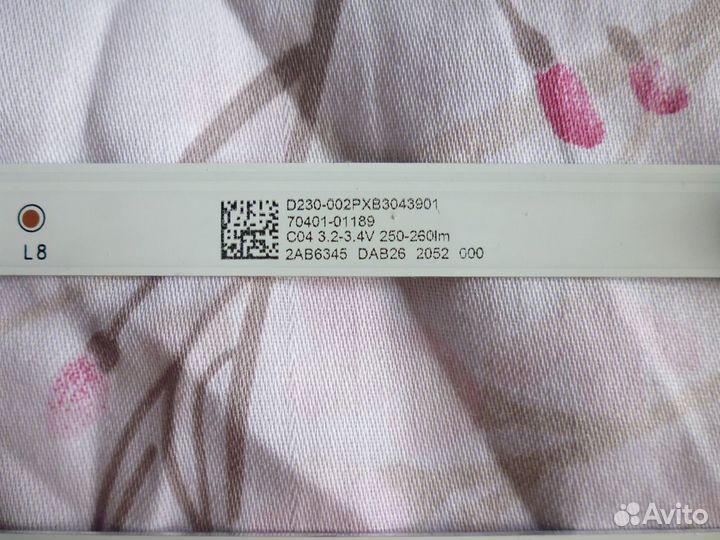 D230-002PXB3043901
70401-01189
C04 3.2-3.4V 250-260lm
2AB6345 DAB26 2052 000
L8
Avito